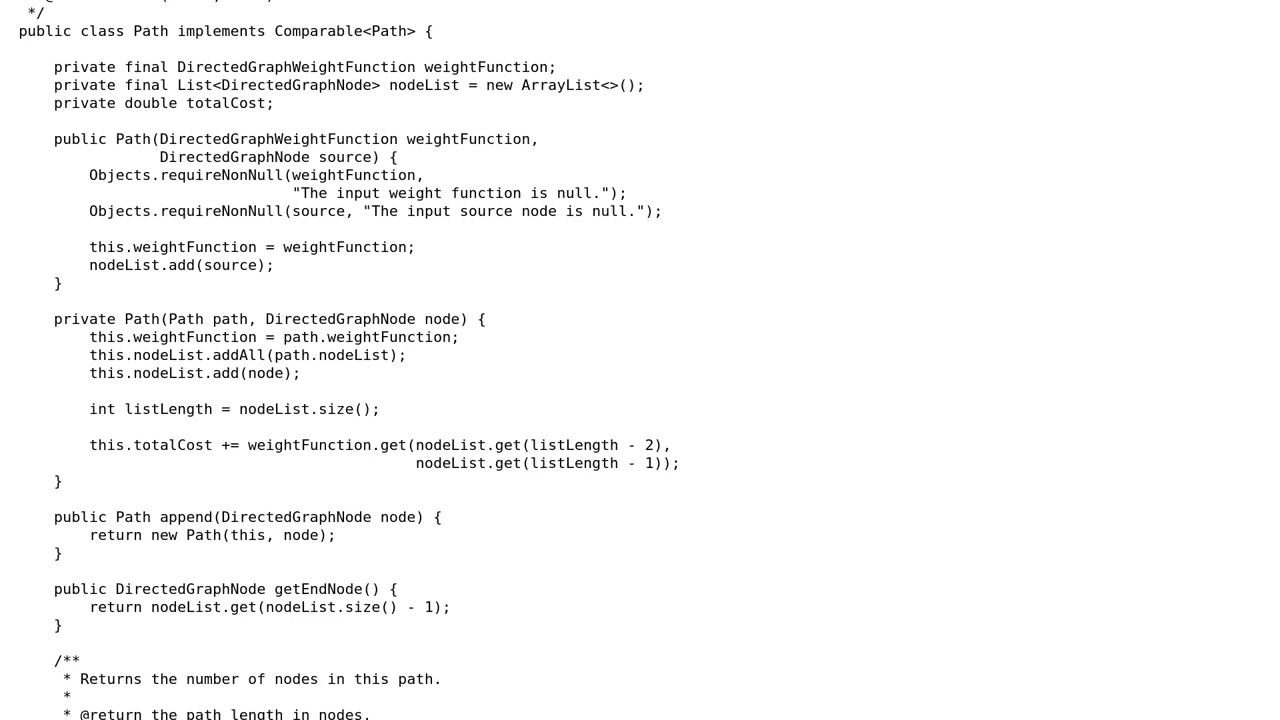 */
public class Path implements Comparable<Path> {
private final DirectedGraphWeightFunction weightFunction;
private final List<DirectedGraphNode> nodeList = new ArrayList<>();
private double totalCost;
public Path(DirectedGraphWeightFunction weightFunction,
DirectedGraphNode source) {
Objects.requireNonNull(weightFunction,
"The input weight function is null.");
Objects.requireNonNull(source, "The input source node is null.");
this.weightFunction = weightFunction;
nodeList.add(source);
}
private Path(Path path, DirectedGraphNode node) {
this.weightFunction = path.weightFunction;
this.nodeList.addAll(path.nodeList);
this.nodeList.add(node);
int listLength = nodeList.size();
this.totalCost += weightFunction.get(nodeList.get(listLength - 2),
nodeList.get(listLength - 1));
}
public Path append(DirectedGraphNode node) {
return new Path(this, node);
}
public DirectedGraphNode getEndNode() {
return nodeList.get(nodeList.size() - 1);
}
/**
* Returns the number of nodes in this path.
*
* @return the path length in nodes.